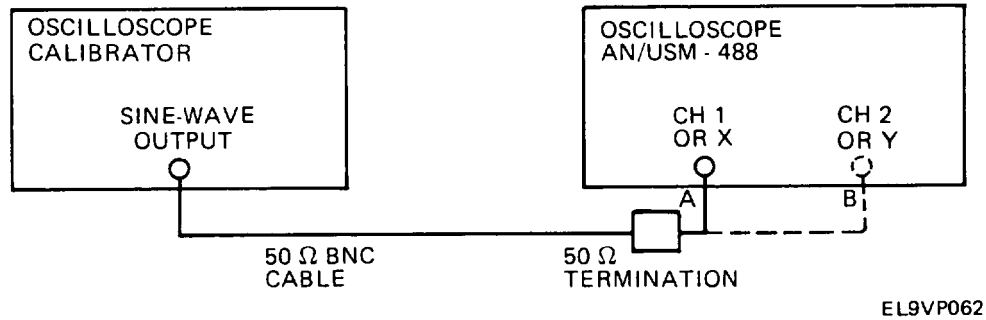 OSCILLOSCOPE
CALIBRATOR
SINE-WAVE
OUTPUT
OSCILLOSCOPE
AN/USM - 488
CH 1
OR X
CH 2
OR Y
A
B
50 Ω BNC
CABLE
50 Ω
TERMINATION
EL9VP062